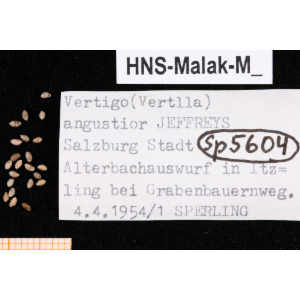 HNS-Malak-M_
Vertigo(Vertlla)
angustior JEFFREYS
Salzburg Stadt Sp5604
Alterbachauswurf in Itz=
ling bei Grabenbauernweg.
4.4.1954/1 SPERLING